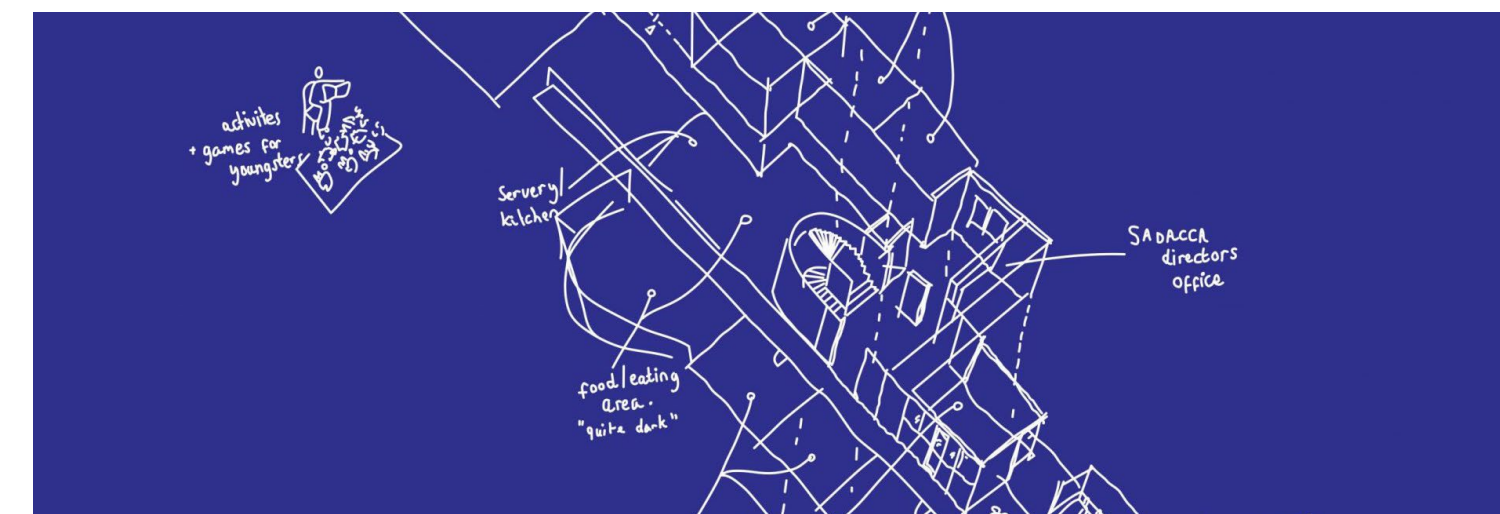 activites
+ games for
youngsters
Servery/
kitchen
food/eating
area.
"quite dark"
SADACCA
directors
office